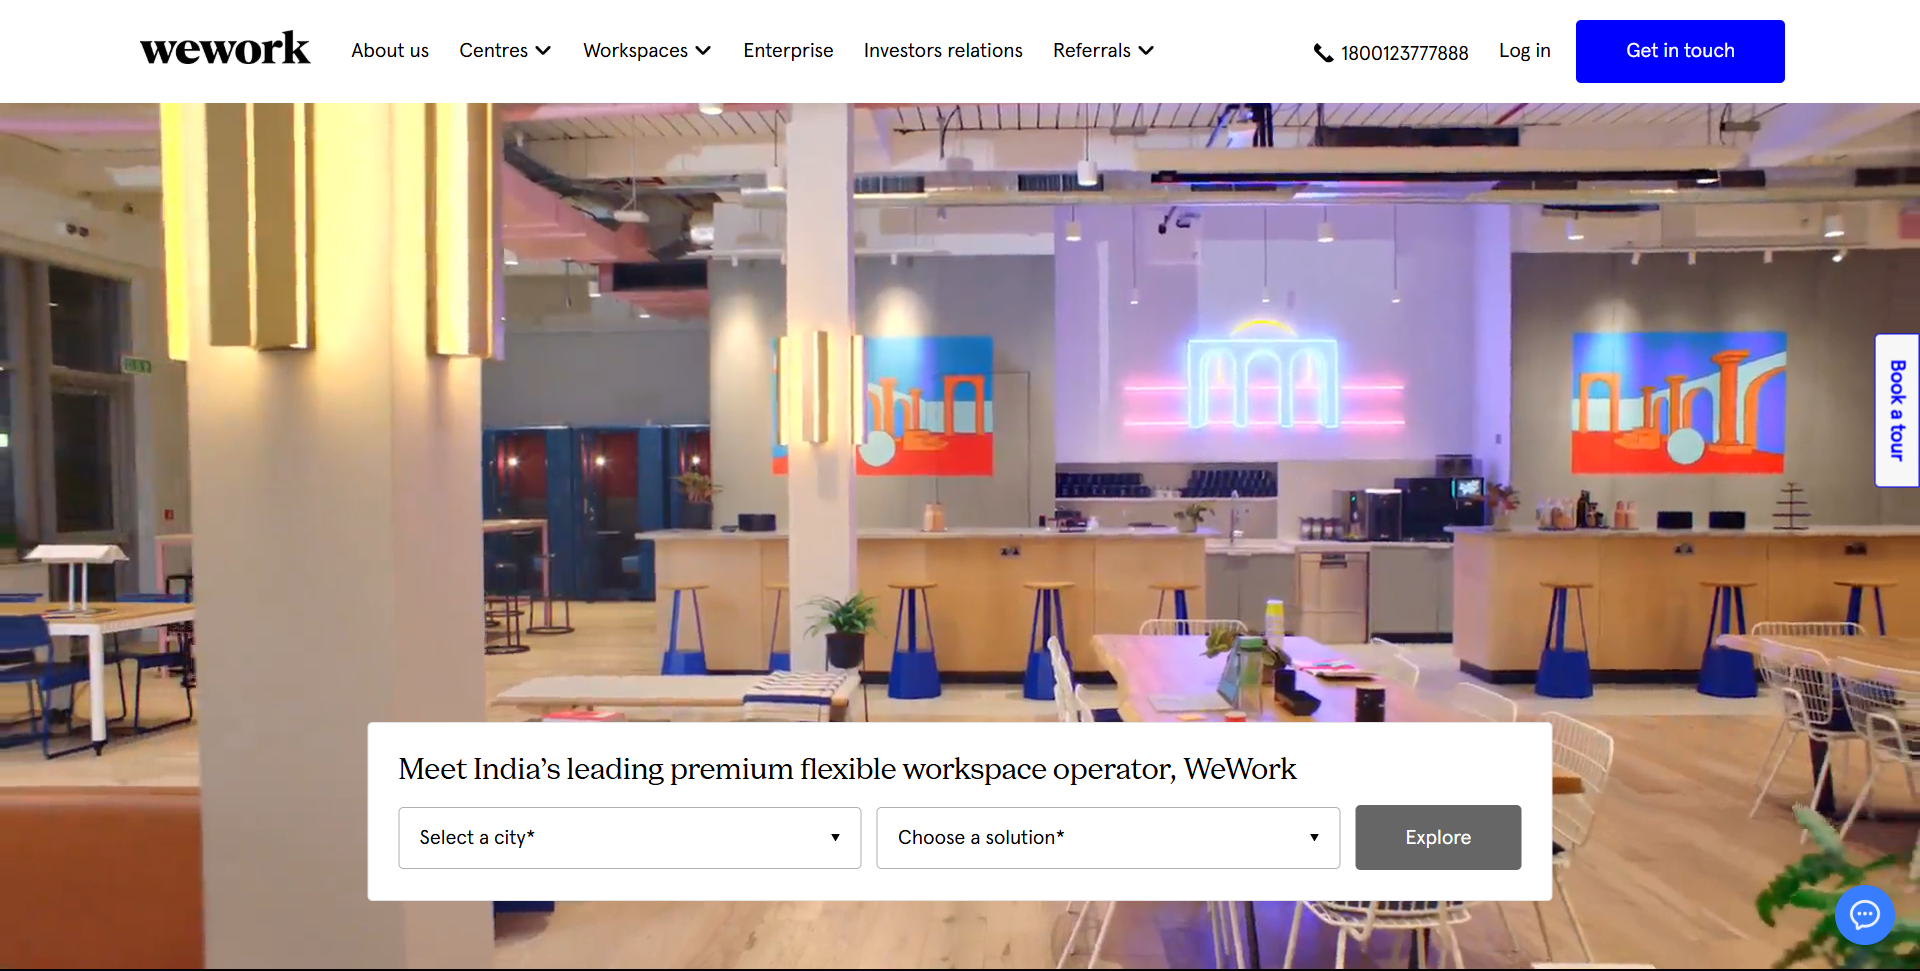 wework
About us
Centres
Workspaces
Enterprise
Investors relations
Referrals
1800123777888
Log in
Get in touch
Book a tour
Meet India’s leading premium flexible workspace operator, WeWork
Select a city*
Choose a solution*
Explore